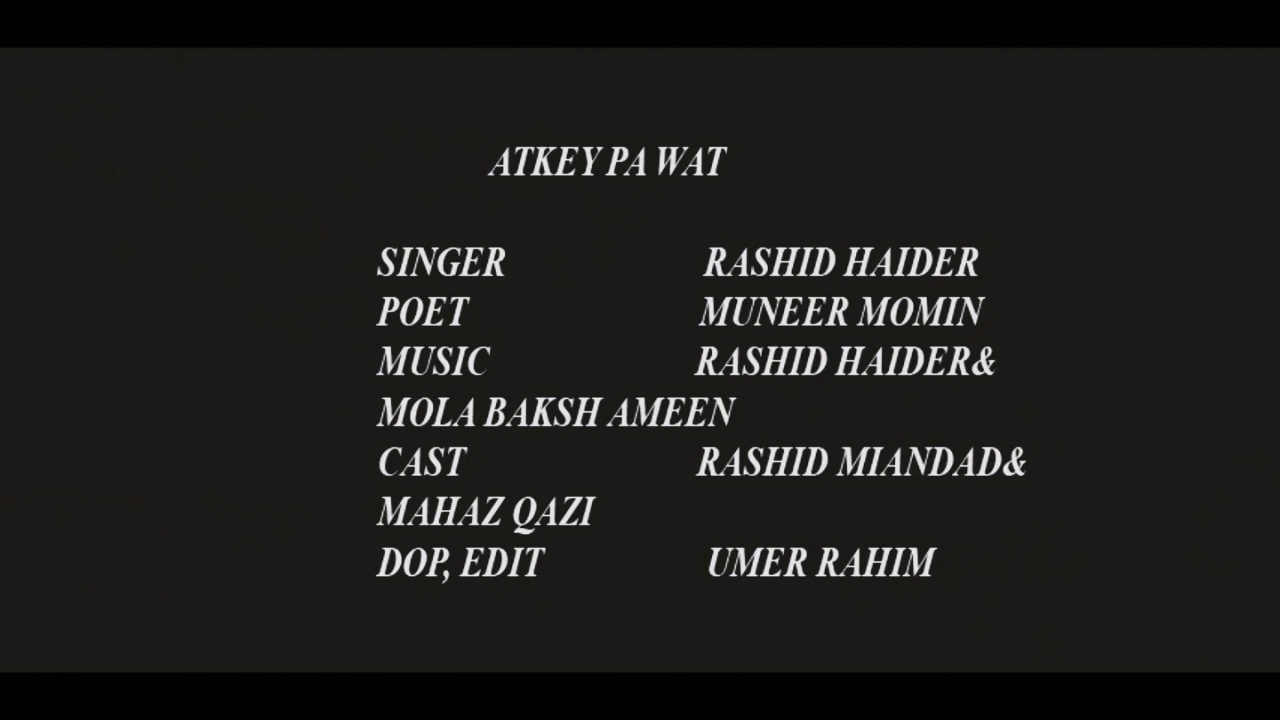 ATKEY PA WAT
SINGER RASHID HAIDER
POET MUNEER MOMIN
MUSIC RASHID HAIDER&
MOLA BAKSH AMEEN
CAST RASHID MIANDAD&
MAHAZ QAZI
DOP, EDIT UMER RAHIM